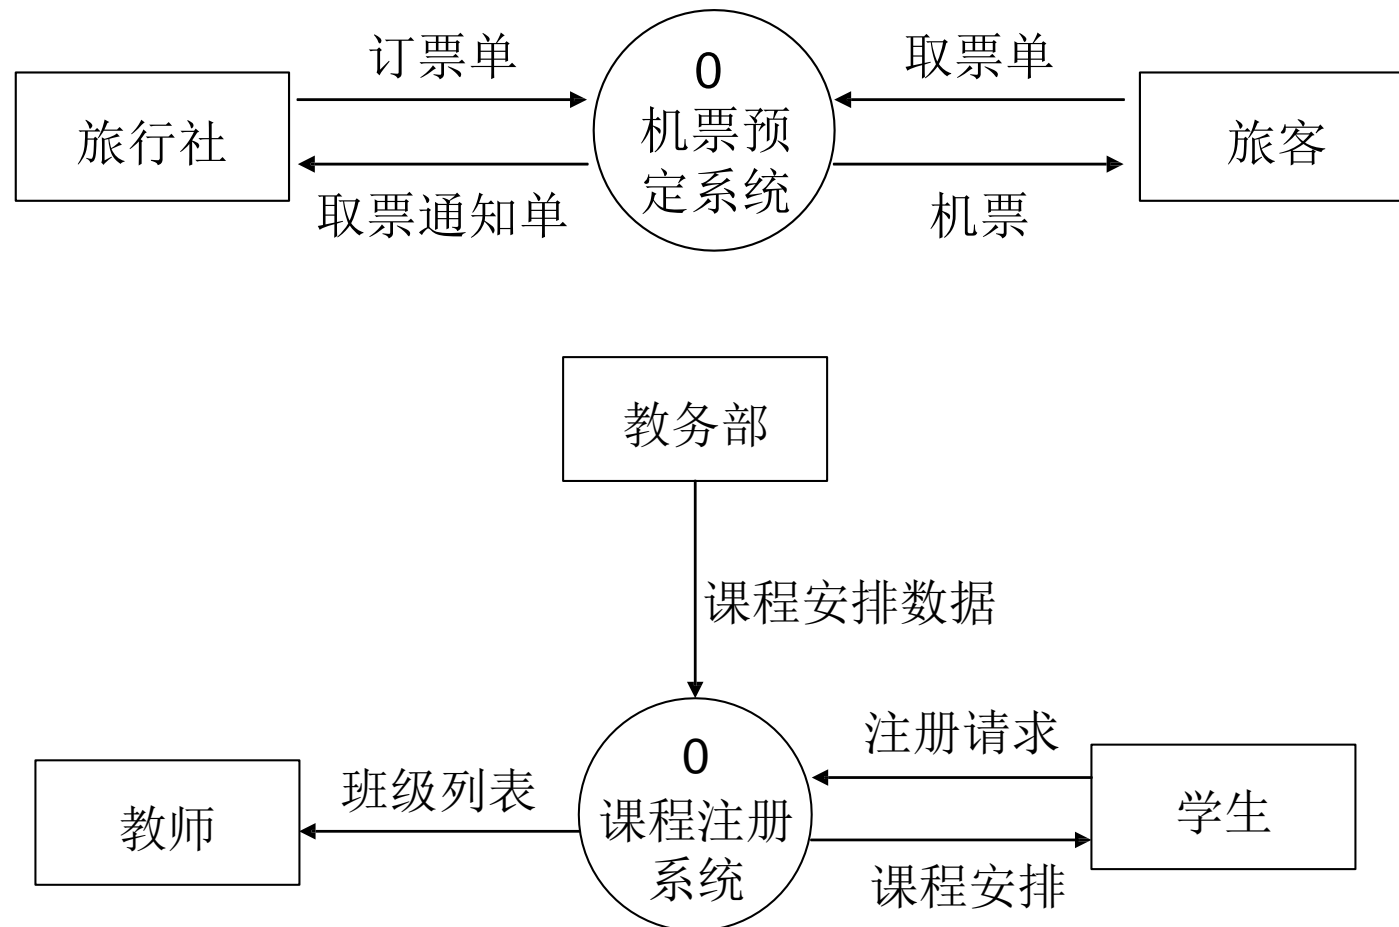 订票单
取票单
0
机票预
定系统
旅行社
旅客
取票通知单
机票
教务部
课程安排数据
注册请求
0
课程注册
系统
班级列表
教师
学生
课程安排